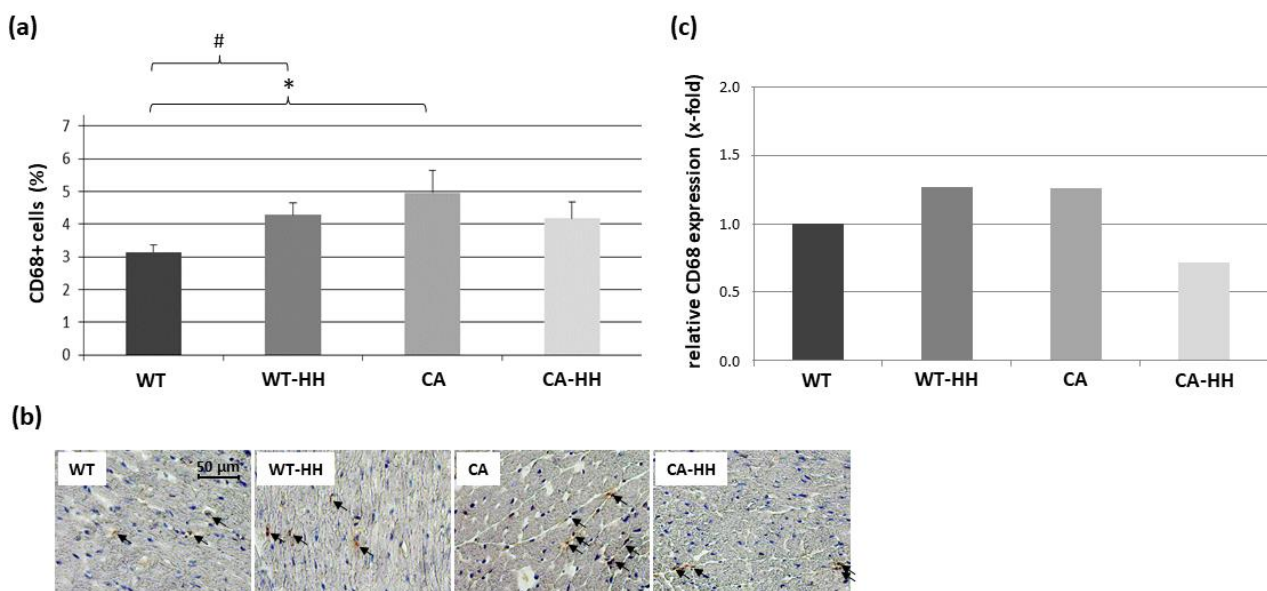 (a)
#
*
CD68+ cells (%)
7
6
5
4
3
2
1
0
WT WT-HH CA CA-HH
(c)
relative CD68 expression (x-fold)
2.0
1.5
1.0
0.5
0.0
WT WT-HH CA CA-HH
(b)
WT 50 µm WT-HH CA CA-HH